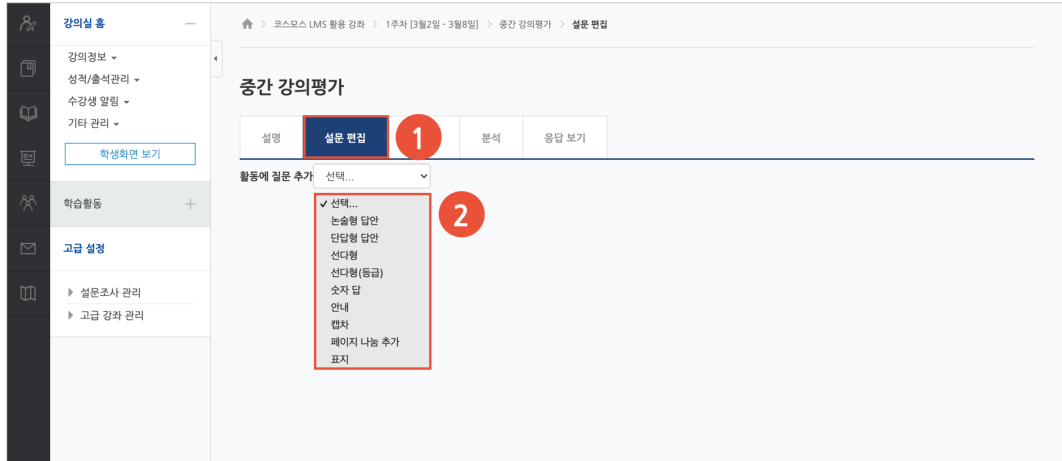 강의실 홈
강의정보
성적/출석관리
수강생 알림
기타 관리
학생화면 보기
학습활동
고급 설정
설문조사 관리
고급 강좌 관리
코스모스 LMS 활용 강좌 > 1주차 [3월2일 - 3월8일] > 중간 강의평가 > 설문 편집
중간 강의평가
설명 설문 편집 1 분석 응답 보기
활동에 질문 추가 선택...
✓ 선택... 2
논술형 답안
단답형 답안
선다형
선다형(등급)
숫자 답
안내
캡차
페이지 나눔 추가
표지